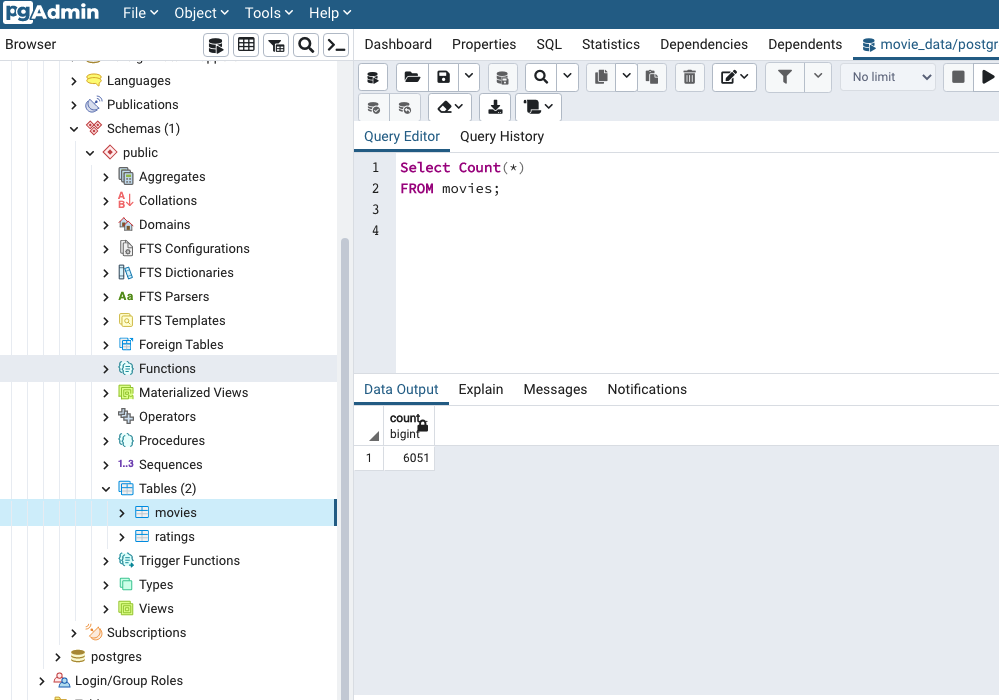 pgAdmin File Object Tools Help
Browser
Dashboard Properties SQL Statistics Dependencies Dependents movie_data/postgr
Languages
Publications
Schemas (1)
public
Aggregates
Collations
Domains
FTS Configurations
FTS Dictionaries
Aa FTS Parsers
FTS Templates
Foreign Tables
Functions
Materialized Views
Operators
Procedures
1..3 Sequences
Tables (2)
movies
ratings
Trigger Functions
Types
Views
Subscriptions
postgres
Login/Group Roles
No limit
Query Editor Query History
1 Select Count(*)
2 FROM movies;
3
4
Data Output Explain Messages Notifications
count
bigint
1 6051